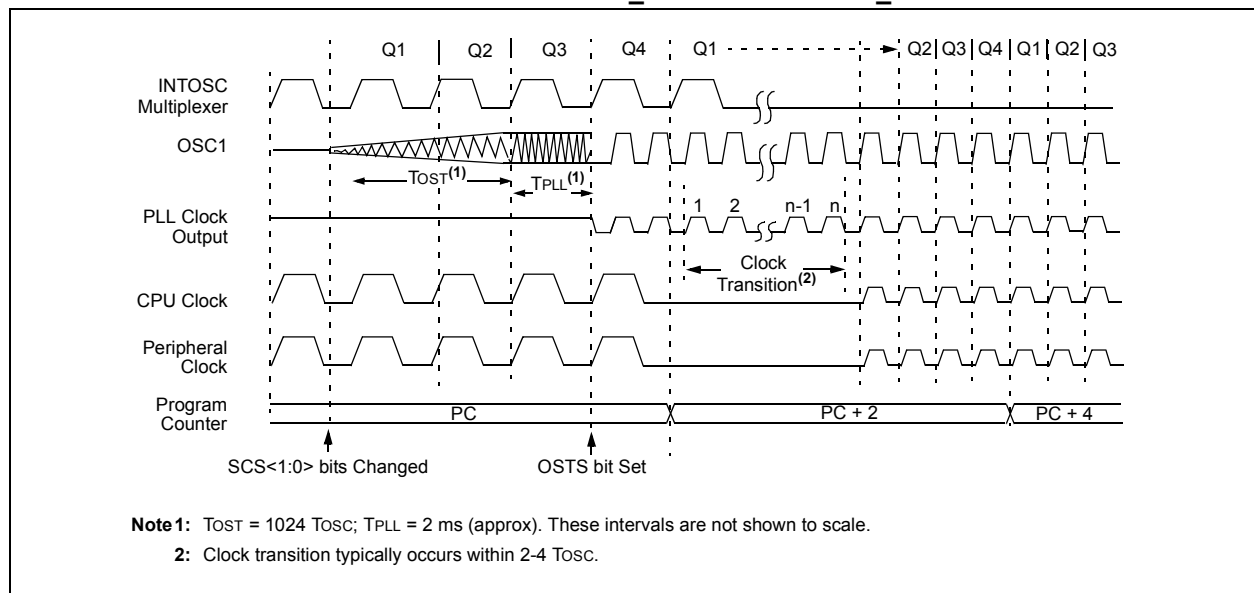 Q1 Q2 Q3 Q4 Q1 Q2 Q3 Q4 Q1 Q2 Q3
INTOSC
Multiplexer
OSC1
TOST(1) TPLL(1)
PLL Clock
Output
1 2 n-1 n
Clock
Transition(2)
CPU Clock
Peripheral
Clock
Program
Counter
PC PC + 2 PC + 4
SCS<1:0> bits Changed OSTS bit Set
Note1: TOST = 1024 TOSC; TPLL = 2 ms (approx). These intervals are not shown to scale.
2: Clock transition typically occurs within 2-4 TOSC.